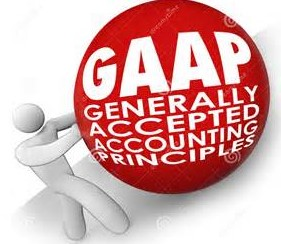 GAAP
GENERALLY
ACCEPTED
ACCOUNTING
PRINCIPLES